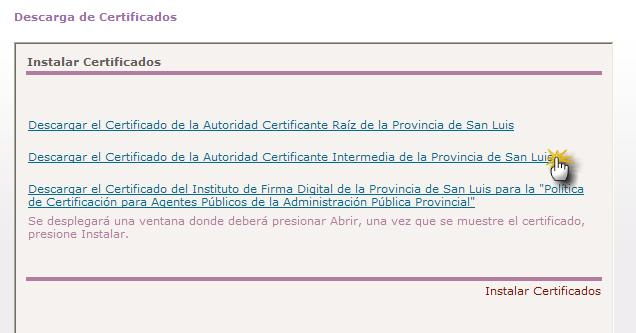 Descarga de Certificados
Instalar Certificados
Descargar el Certificado de la Autoridad Certificante Raíz de la Provincia de San Luis
Descargar el Certificado de la Autoridad Certificante Intermedia de la Provincia de San Luis
Descargar el Certificado del Instituto de Firma Digital de la Provincia de San Luis para la "Política
de Certificación para Agentes Públicos de la Administración Pública Provincial"
Se desplegará una ventana donde deberá presionar Abrir, una vez que se muestre el certificado,
presione Instalar.
Instalar Certificados